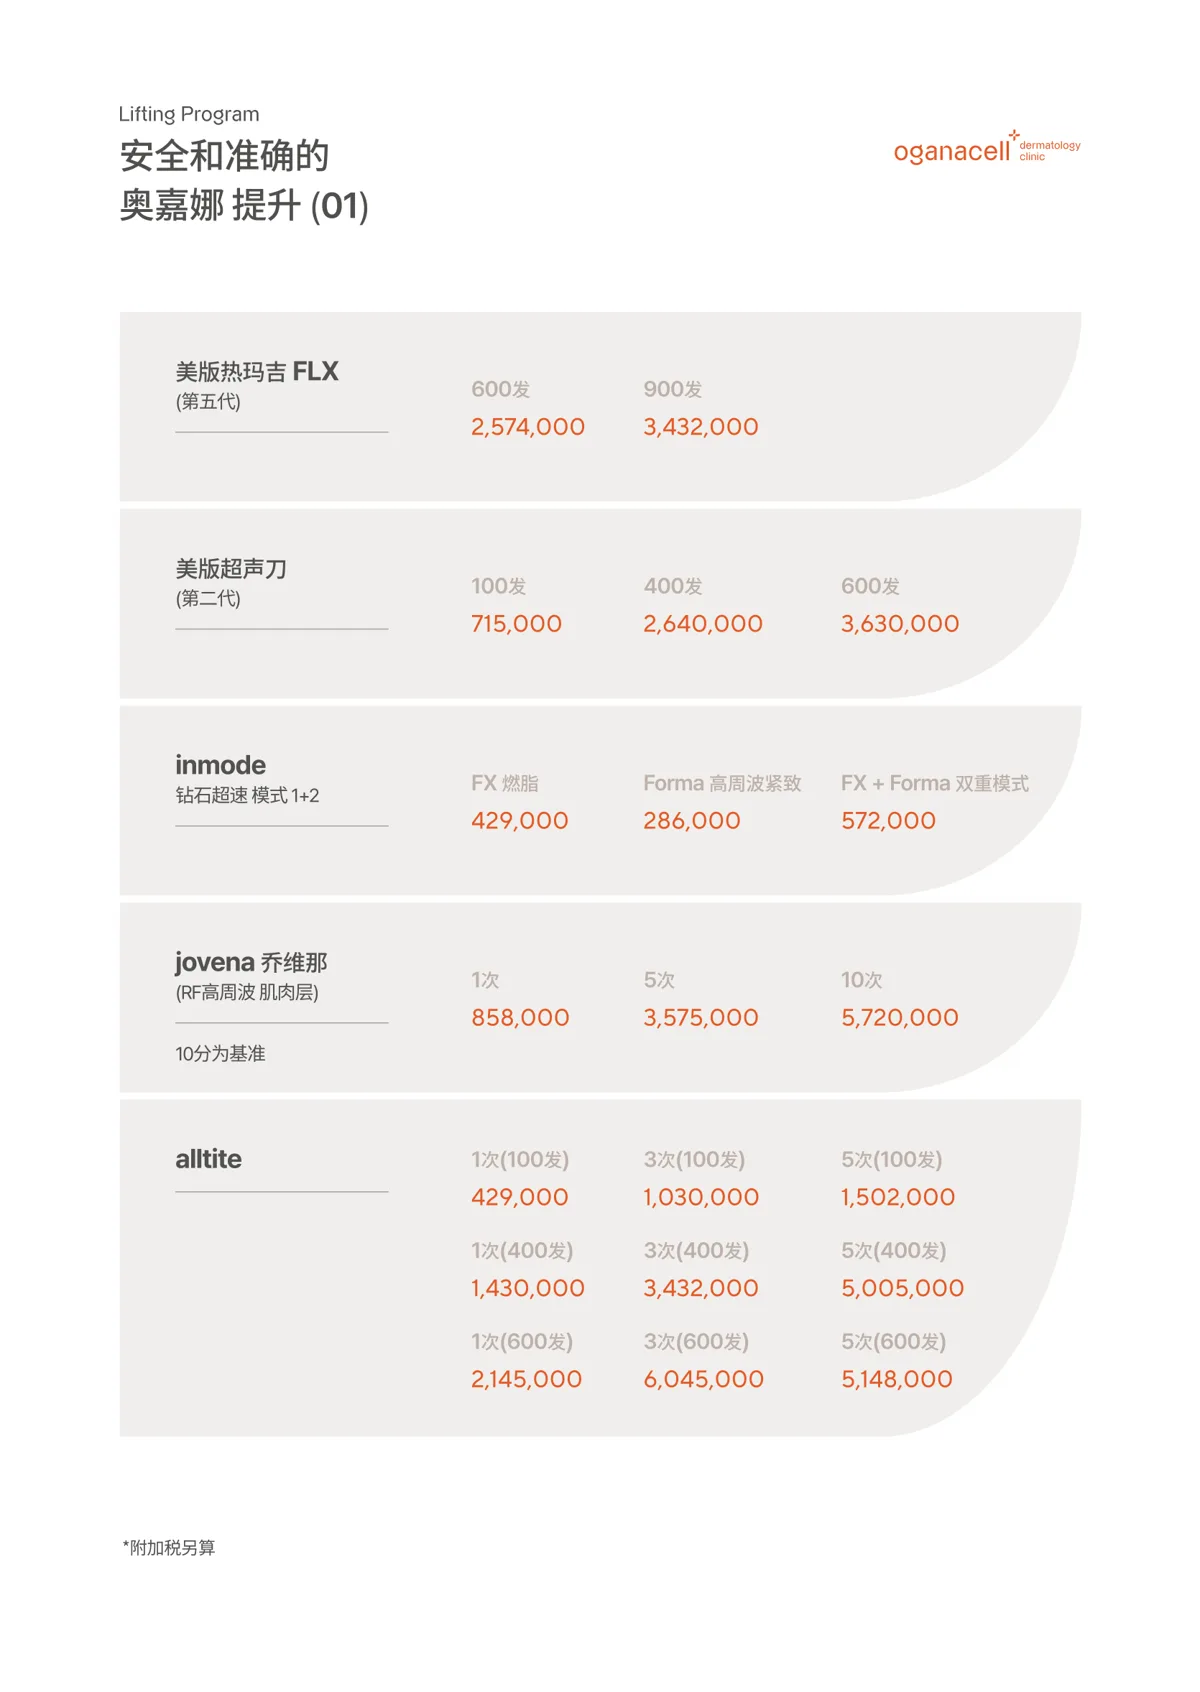 Lifting Program
安全和准确的
奥嘉娜 提升 (01)
oganacell dermatology clinic
美版热玛吉 FLX
(第五代)
600发 900发
2,574,000 3,432,000
美版超声刀
(第二代)
100发 400发 600发
715,000 2,640,000 3,630,000
inmode
钻石超速 模式 1+2
FX 燃脂 Forma 高周波紧致 FX + Forma 双重模式
429,000 286,000 572,000
jovena 乔维那
(RF高周波 肌肉层)
10分为基准
1次 5次 10次
858,000 3,575,000 5,720,000
alltite
1次(100发) 3次(100发) 5次(100发)
429,000 1,030,000 1,502,000
1次(400发) 3次(400发) 5次(400发)
1,430,000 3,432,000 5,005,000
1次(600发) 3次(600发) 5次(600发)
2,145,000 6,045,000 5,148,000
*附加税另算